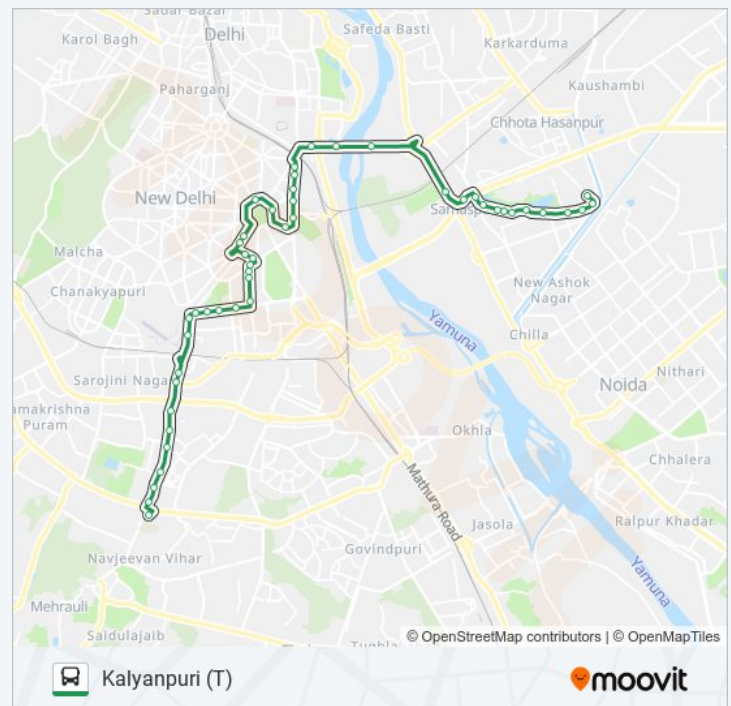 Sadar Bazar
Safeda Basti
Karol Bagh
Delhi
Karkarduma
Paharganj
Kaushambi
Chhota Hasanpur
New Delhi
Malcha
Chanakyapuri
New Ashok
Nagar
Yamuna
Chilla
Sarojini Naga
Nithari
Noida
amakrishna
Puram
Okhla
Chhalera
Mathura Road
Jasola
Ralpur Khadar
Govindpuri
Navjeevan Vihar
Yamuna
Mehrauli
Saidulajaib
© OpenStreetMap contributors | © OpenMapTiles
Kalyanpuri (T)
moovit